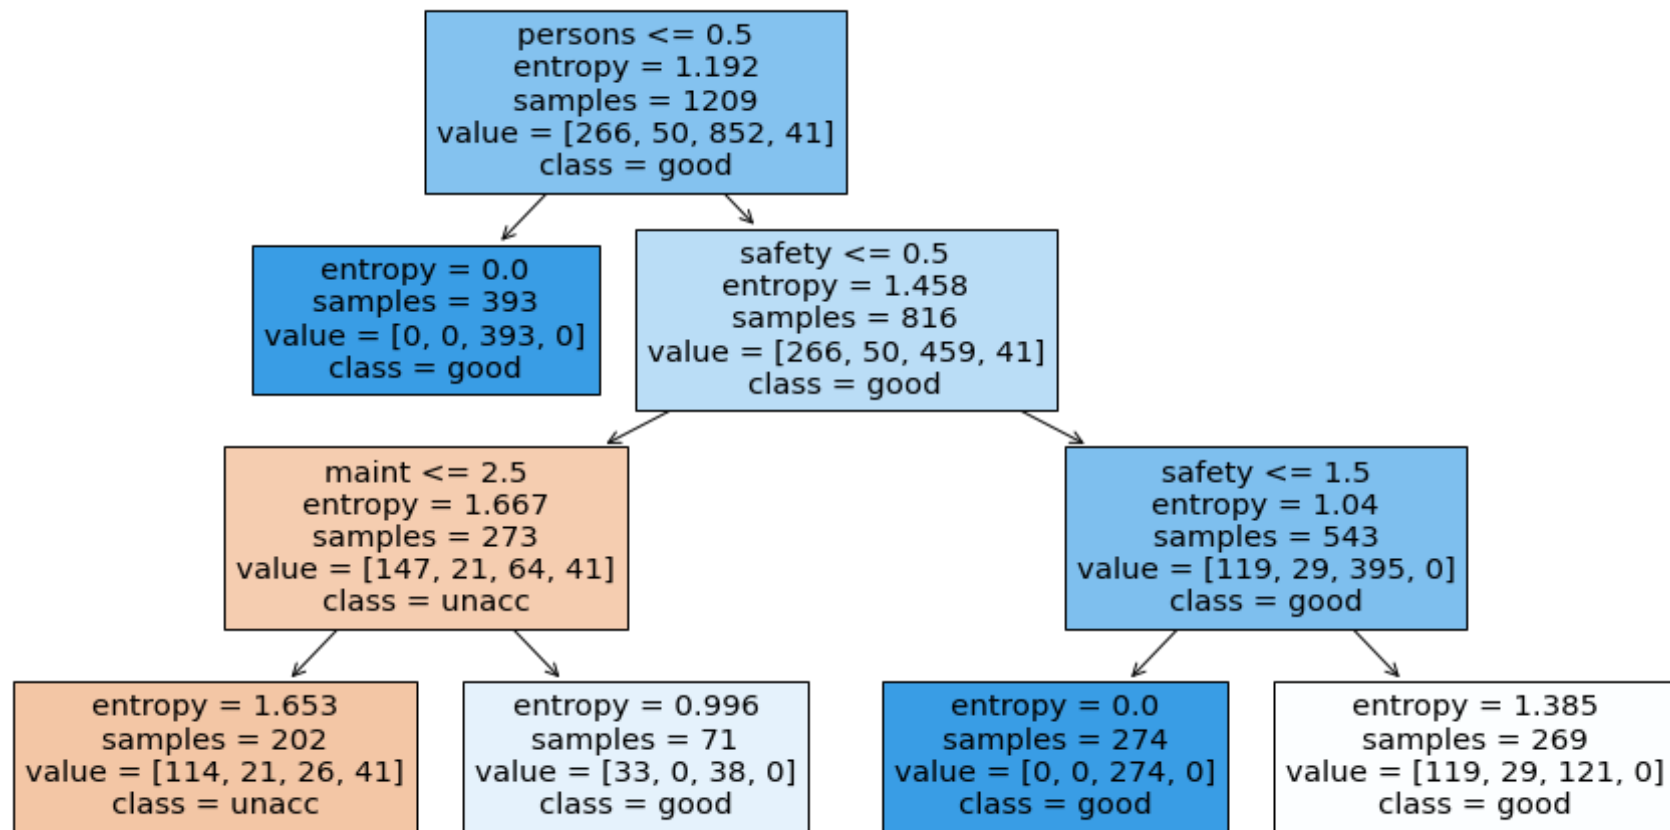 persons <= 0.5
entropy = 1.192
samples = 1209
value = [266, 50, 852, 41]
class = good
entropy = 0.0
samples = 393
value = [0, 0, 393, 0]
class = good
safety <= 0.5
entropy = 1.458
samples = 816
value = [266, 50, 459, 41]
class = good
maint <= 2.5
entropy = 1.667
samples = 273
value = [147, 21, 64, 41]
class = unacc
safety <= 1.5
entropy = 1.04
samples = 543
value = [119, 29, 395, 0]
class = good
entropy = 1.653
samples = 202
value = [114, 21, 26, 41]
class = unacc
entropy = 0.996
samples = 71
value = [33, 0, 38, 0]
class = good
entropy = 0.0
samples = 274
value = [0, 0, 274, 0]
class = good
entropy = 1.385
samples = 269
value = [119, 29, 121, 0]
class = good